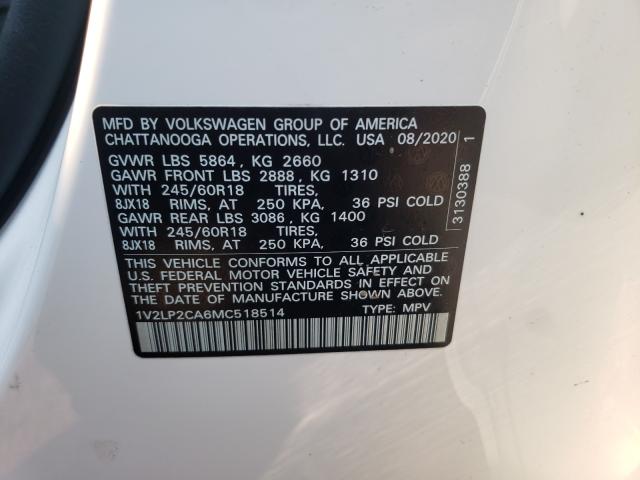 MFD BY VOLKSWAGEN GROUP OF AMERICA
CHATTANOOGA OPERATIONS, LLC. USA 08/2020
GVWR LBS 5864, KG 2660
GAWR FRONT LBS 2888, KG 1310
WITH 245/60R18 TIRES,
8JX18 RIMS, AT 250 KPA, 36 PSI COLD
GAWR REAR LBS 3086, KG 1400
WITH 245/60R18 TIRES,
8JX18 RIMS, AT 250 KPA, 36 PSI COLD
THIS VEHICLE CONFORMS TO ALL APPLICABLE
U.S. FEDERAL MOTOR VEHICLE SAFETY AND
THEFT PREVENTION STANDARDS IN EFFECT ON
DATE OF MANUFACTURE SHOWN ABOVE.
1V2LP2CA6MC518514 TYPE: MPV
3130388 1